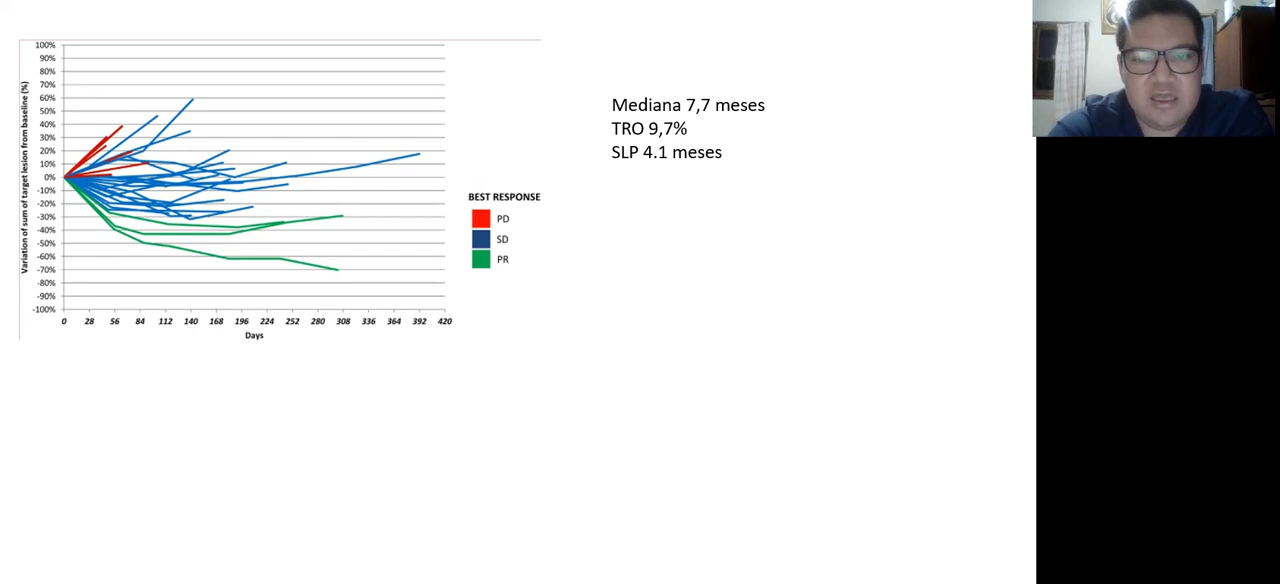 100%
90%
80%
70%
60%
50%
40%
30%
20%
10%
0%
-10%
-20%
-30%
-40%
-50%
-60%
-70%
-80%
-90%
-100%
Variation of sum of target lesion from baseline (%)
0 28 56 84 112 140 168 196 224 252 280 308 336 364 392 420
Days
BEST RESPONSE
PD
SD
PR
Mediana 7,7 meses
TRO 9,7%
SLP 4.1 meses